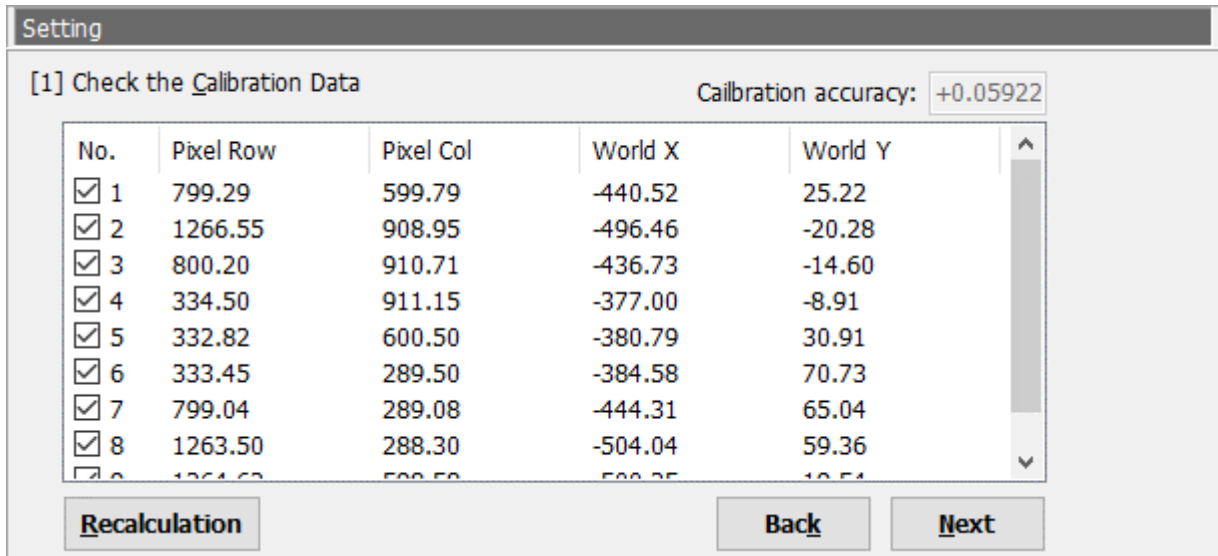 Setting
[1] Check the Calibration Data
Cailbration accuracy: +0.05922
No. Pixel Row Pixel Col World X World Y
1 799.29 599.79 -440.52 25.22
2 1266.55 908.95 -496.46 -20.28
3 800.20 910.71 -436.73 -14.60
4 334.50 911.15 -377.00 -8.91
5 332.82 600.50 -380.79 30.91
6 333.45 289.50 -384.58 70.73
7 799.04 289.08 -444.31 65.04
8 1263.50 288.30 -504.04 59.36
Recalculation Back Next